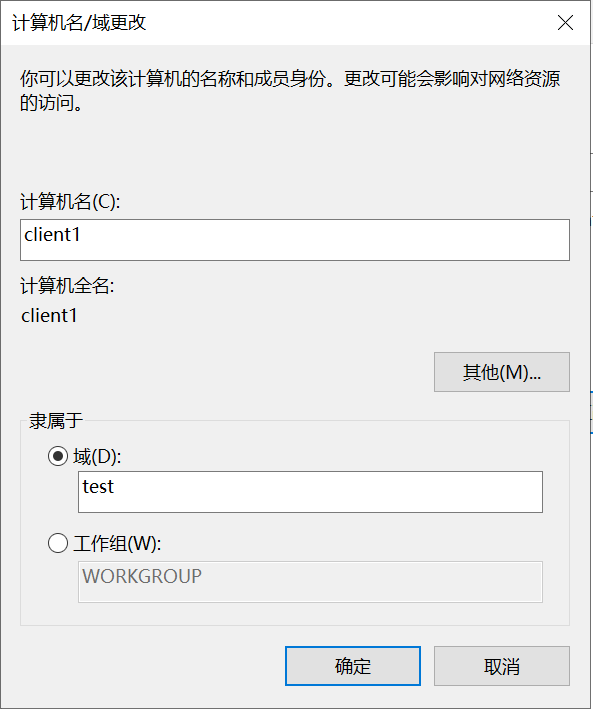 计算机名/域更改
你可以更改该计算机的名称和成员身份。更改可能会影响对网络资源
的访问。
计算机名(C):
client1
计算机全名:
client1
其他(M)...
隶属于
域(D):
test
工作组(W):
WORKGROUP
确定
取消